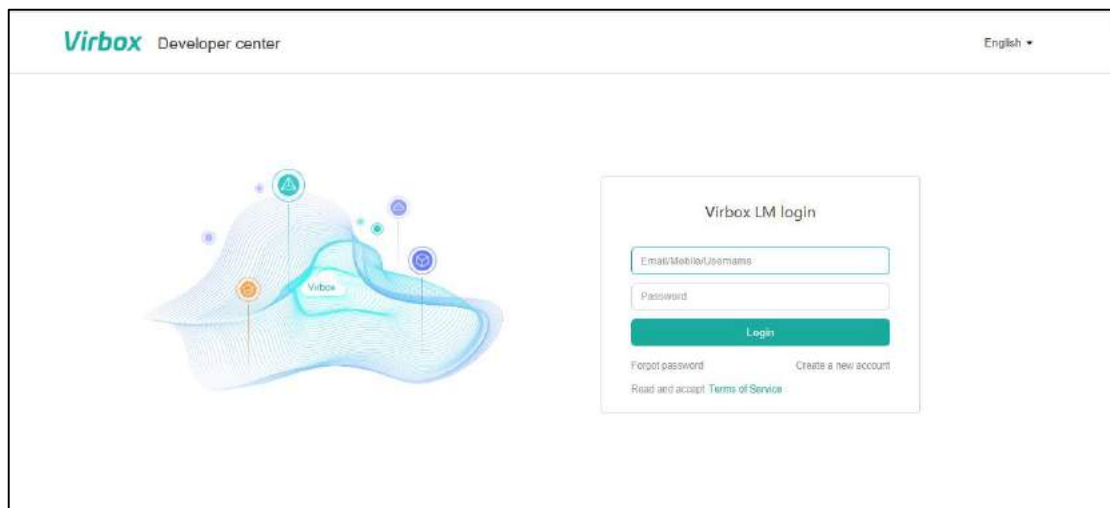 Virbox Developer center
English
Virbox LM login
Email/Mobile/Username
Virbox
Password
Login
Forgot password Create a new account
Read and accept Terms of Service